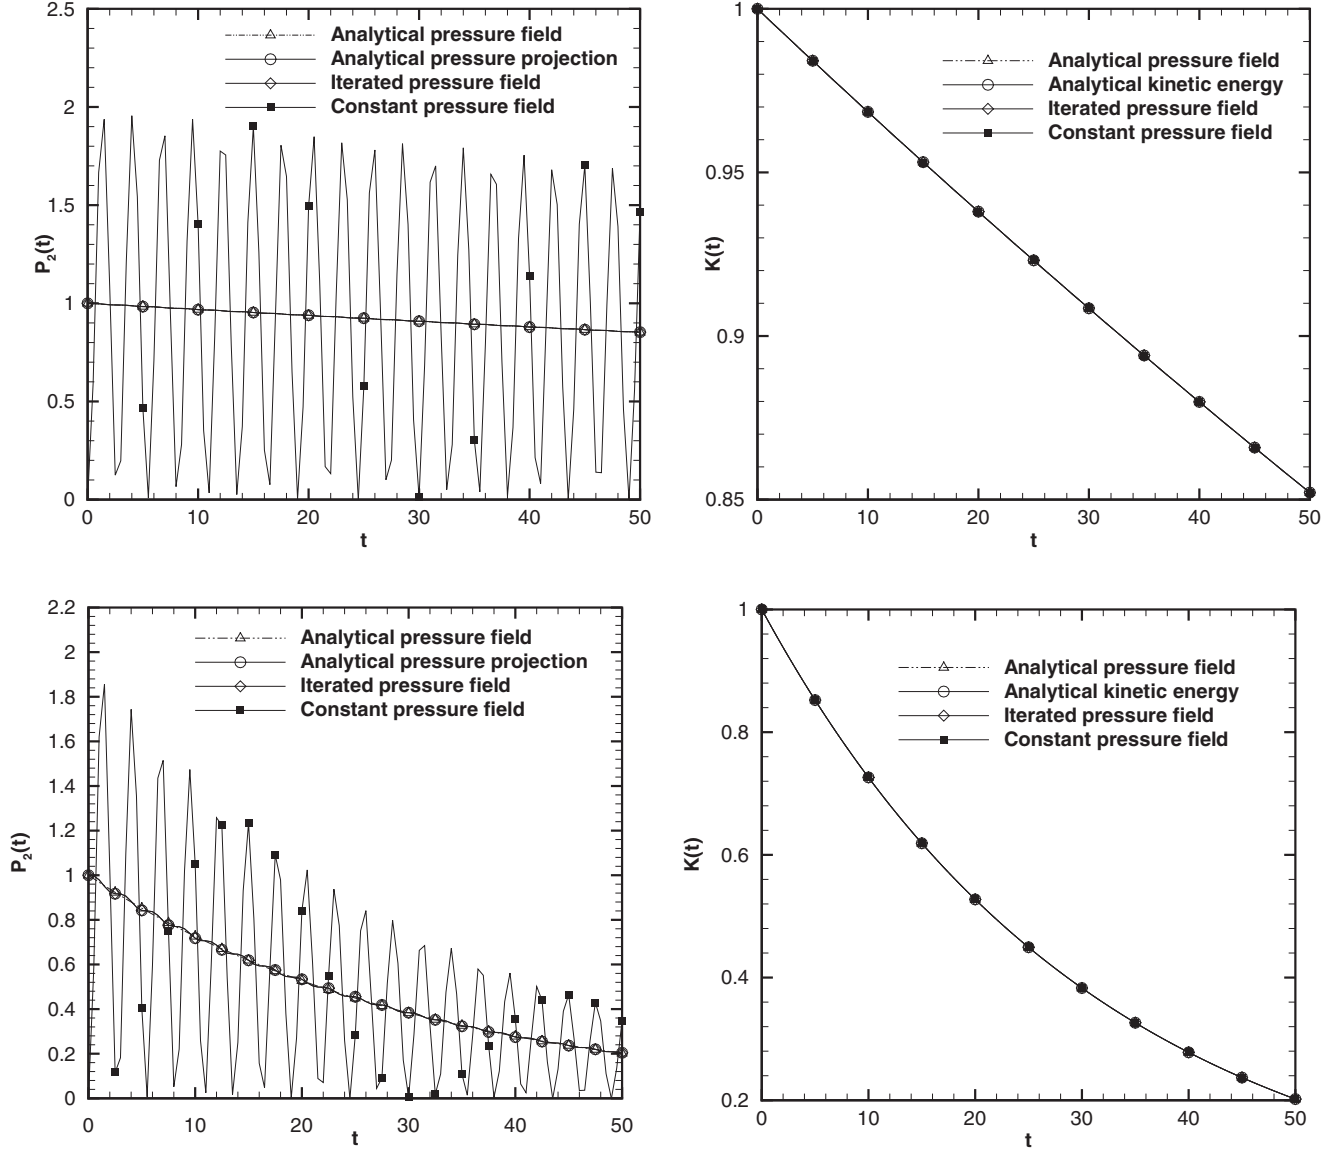 2.5
2
1.5
1
0.5
0
P2(t)
Analytical pressure field
Analytical pressure projection
Iterated pressure field
Constant pressure field
0 10 20 30 40 50
t
1
0.95
0.9
0.85
K(t)
Analytical pressure field
Analytical kinetic energy
Iterated pressure field
Constant pressure field
0 10 20 30 40 50
t
2.2
2
1.8
1.6
1.4
1.2
1
0.8
0.6
0.4
0.2
0
P2(t)
Analytical pressure field
Analytical pressure projection
Iterated pressure field
Constant pressure field
0 10 20 30 40 50
t
1
0.8
0.6
0.4
0.2
K(t)
Analytical pressure field
Analytical kinetic energy
Iterated pressure field
Constant pressure field
0 10 20 30 40 50
t